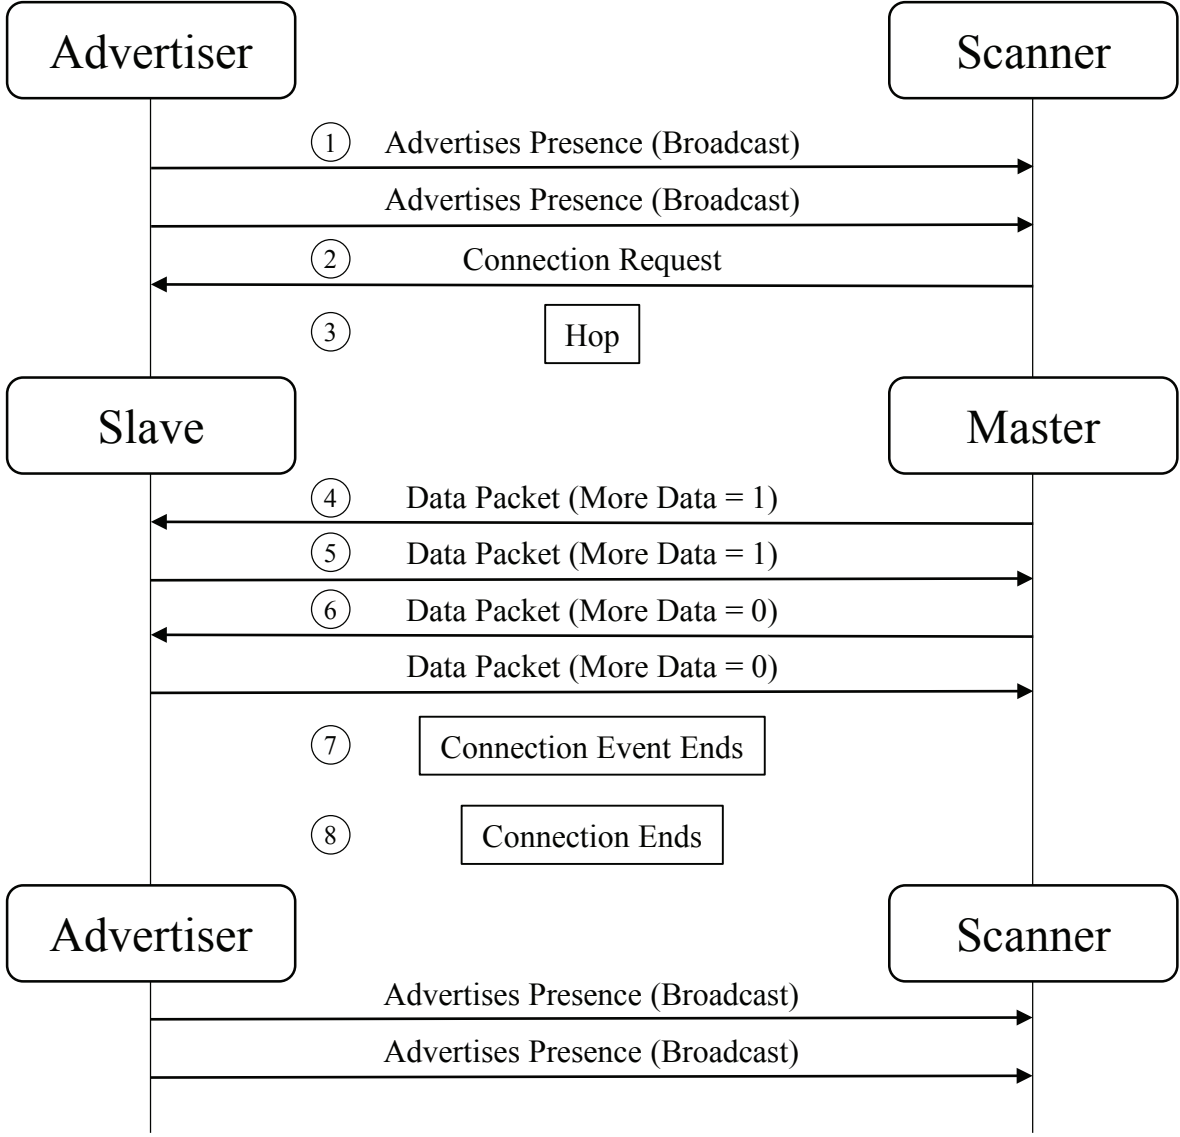 Advertiser Scanner
1 Advertises Presence (Broadcast)
Advertises Presence (Broadcast)
2 Connection Request
3 Hop
Slave Master
4 Data Packet (More Data = 1)
5 Data Packet (More Data = 1)
6 Data Packet (More Data = 0)
Data Packet (More Data = 0)
7 Connection Event Ends
8 Connection Ends
Advertiser Scanner
Advertises Presence (Broadcast)
Advertises Presence (Broadcast)